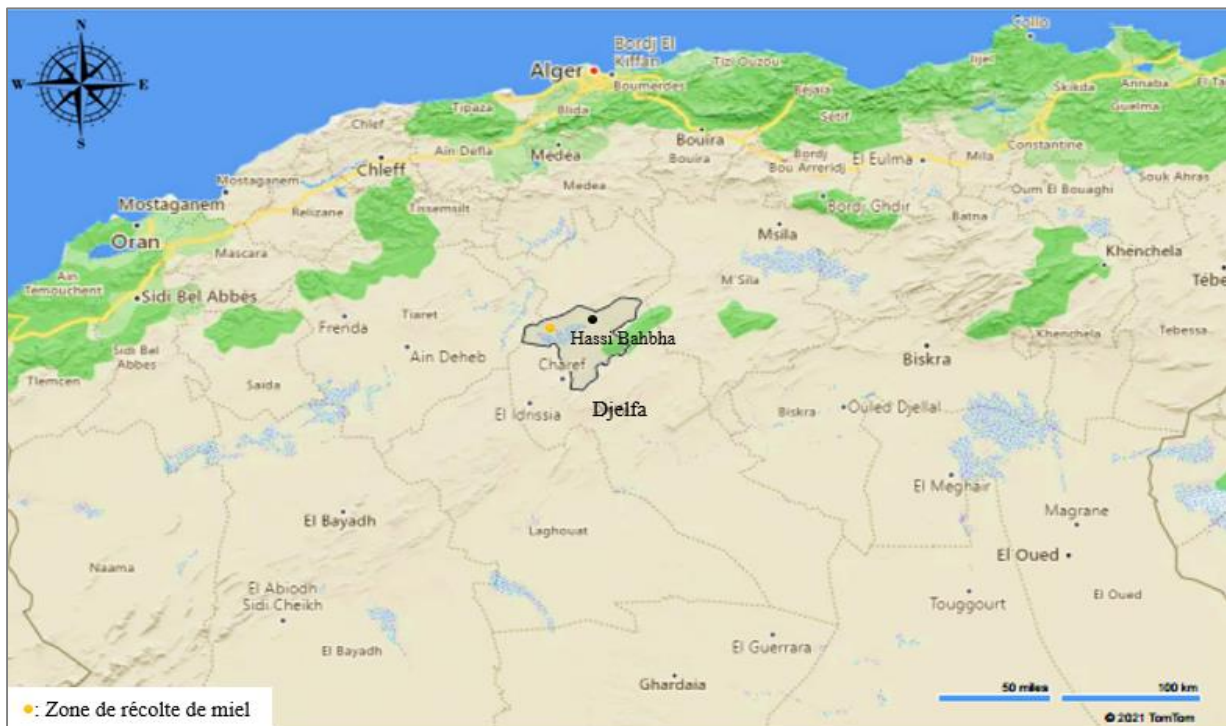 N
W
E
S
Collo
Bordj El
Kiffan
Alger
Tizi Ouzou
Jijel
Annaba
El Ta
Boumerdes
Bejaia
Skikda
Guelma
Tipaza
Blida
Sétif
Chlef
Bouira
Constantine
Ain Defla
Medea
Bouira
Bordj
Bou Arreridj
El Eulma
Mila
Chleff
Souk Ahras
Mostaganem
Medea
Oum El Bouaghi
Mostaganem
Relizane
Tissemsilt
Bordj Ghdir
Batna
Oran
Msila
Mascara
Khenchela
Ain
Temouchent
Tébe
Sidi Bel Abbès
M'Sila
Frenda
Tiaret
Hassi Bahbha
Khenchela
Tebessa
Sidi Bel
Abbes
Ain Deheb
Charef
Biskra
Tlemcen
Saida
El Idrissia
Djelfa
Biskra
Ouled Djellal
El Meghair
Magrane
El Bayadh
Laghouat
Naama
El Oued
El Abiodh
Sidi Cheikh
Touggourt
El Oued
El Bayadh
El Guerrara
Ghardaia
50 miles
100 km
: Zone de récolte de miel
© 2021 TomTom